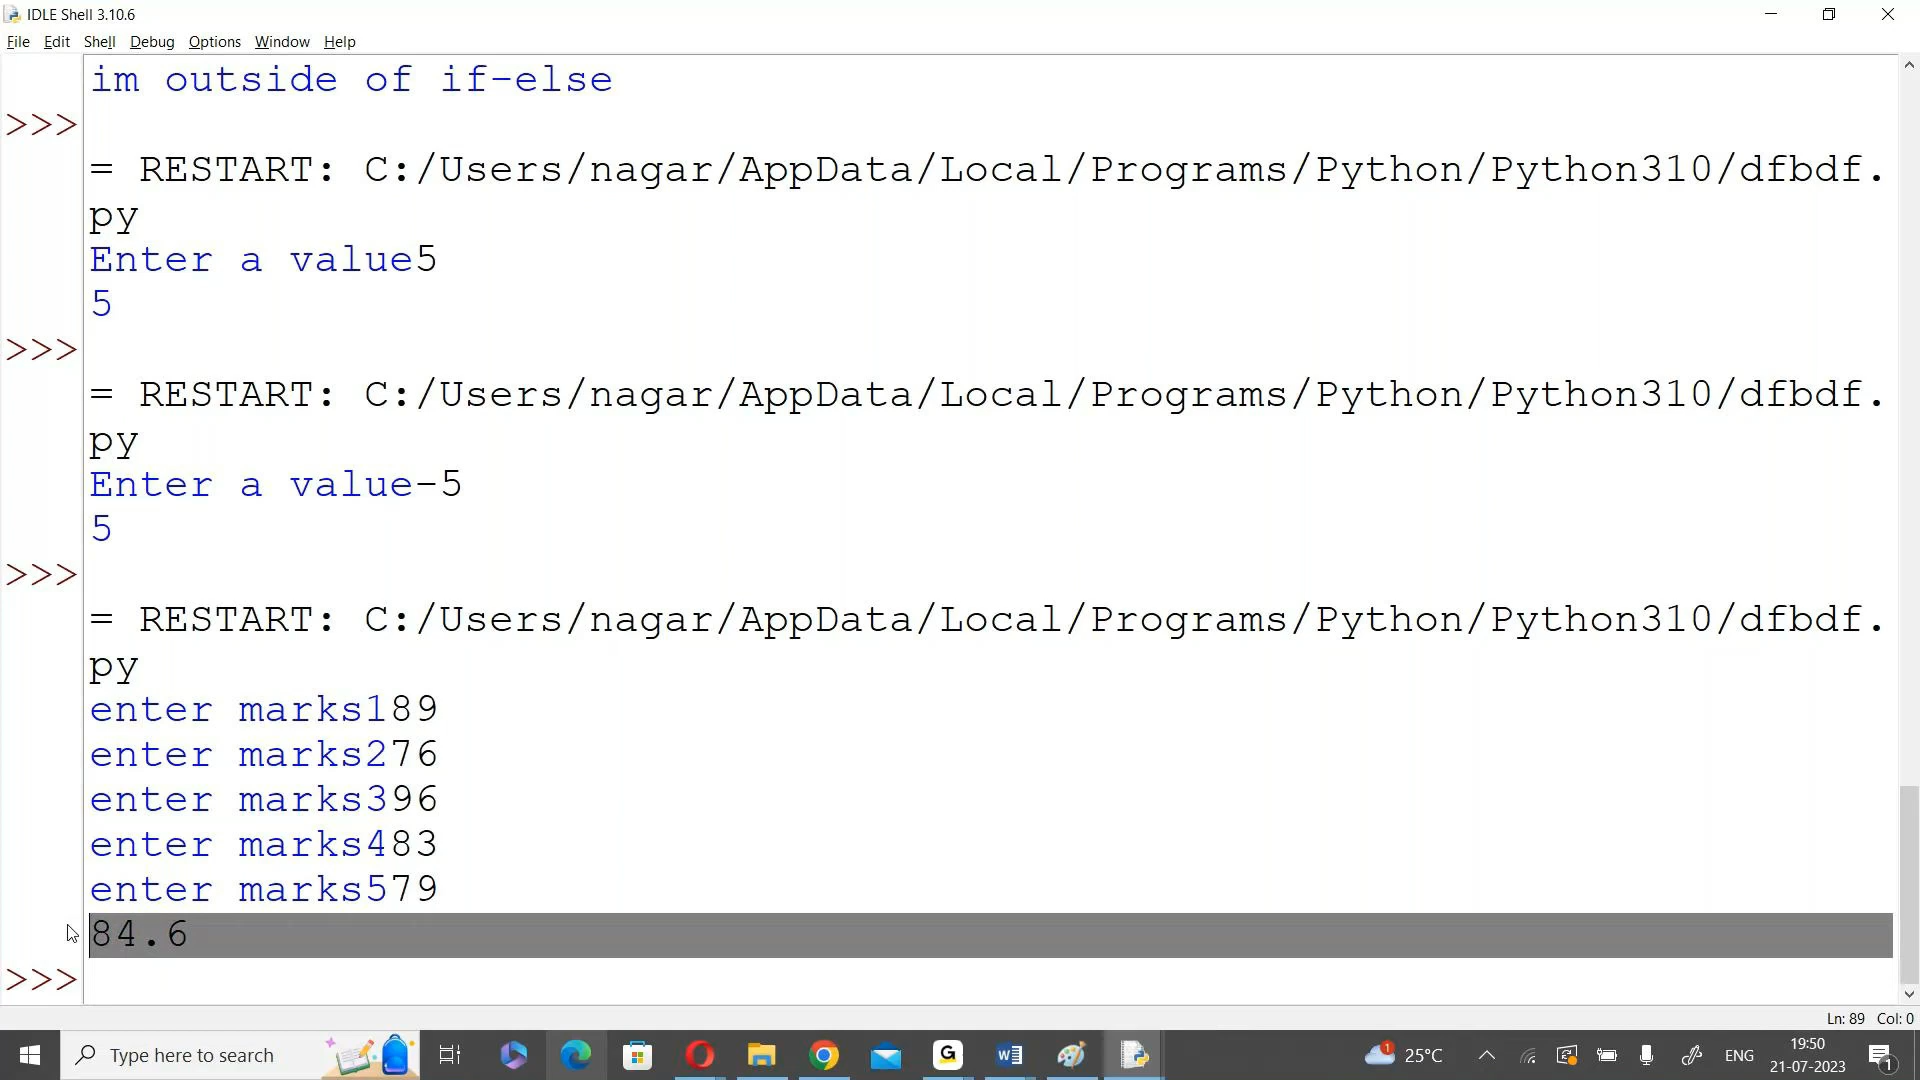 IDLE Shell 3.10.6
File Edit Shell Debug Options Window Help
im outside of if-else
>>>
= RESTART: C:/Users/nagar/AppData/Local/Programs/Python/Python310/dfbdf.
py
Enter a value5
5
>>>
= RESTART: C:/Users/nagar/AppData/Local/Programs/Python/Python310/dfbdf.
py
Enter a value-5
5
>>>
= RESTART: C:/Users/nagar/AppData/Local/Programs/Python/Python310/dfbdf.
py
enter marks189
enter marks276
enter marks396
enter marks483
enter marks579
84.6
>>>
Ln: 89 Col: 0
Type here to search
G
W
1
25°C
ENG
19:50
21-07-2023
1